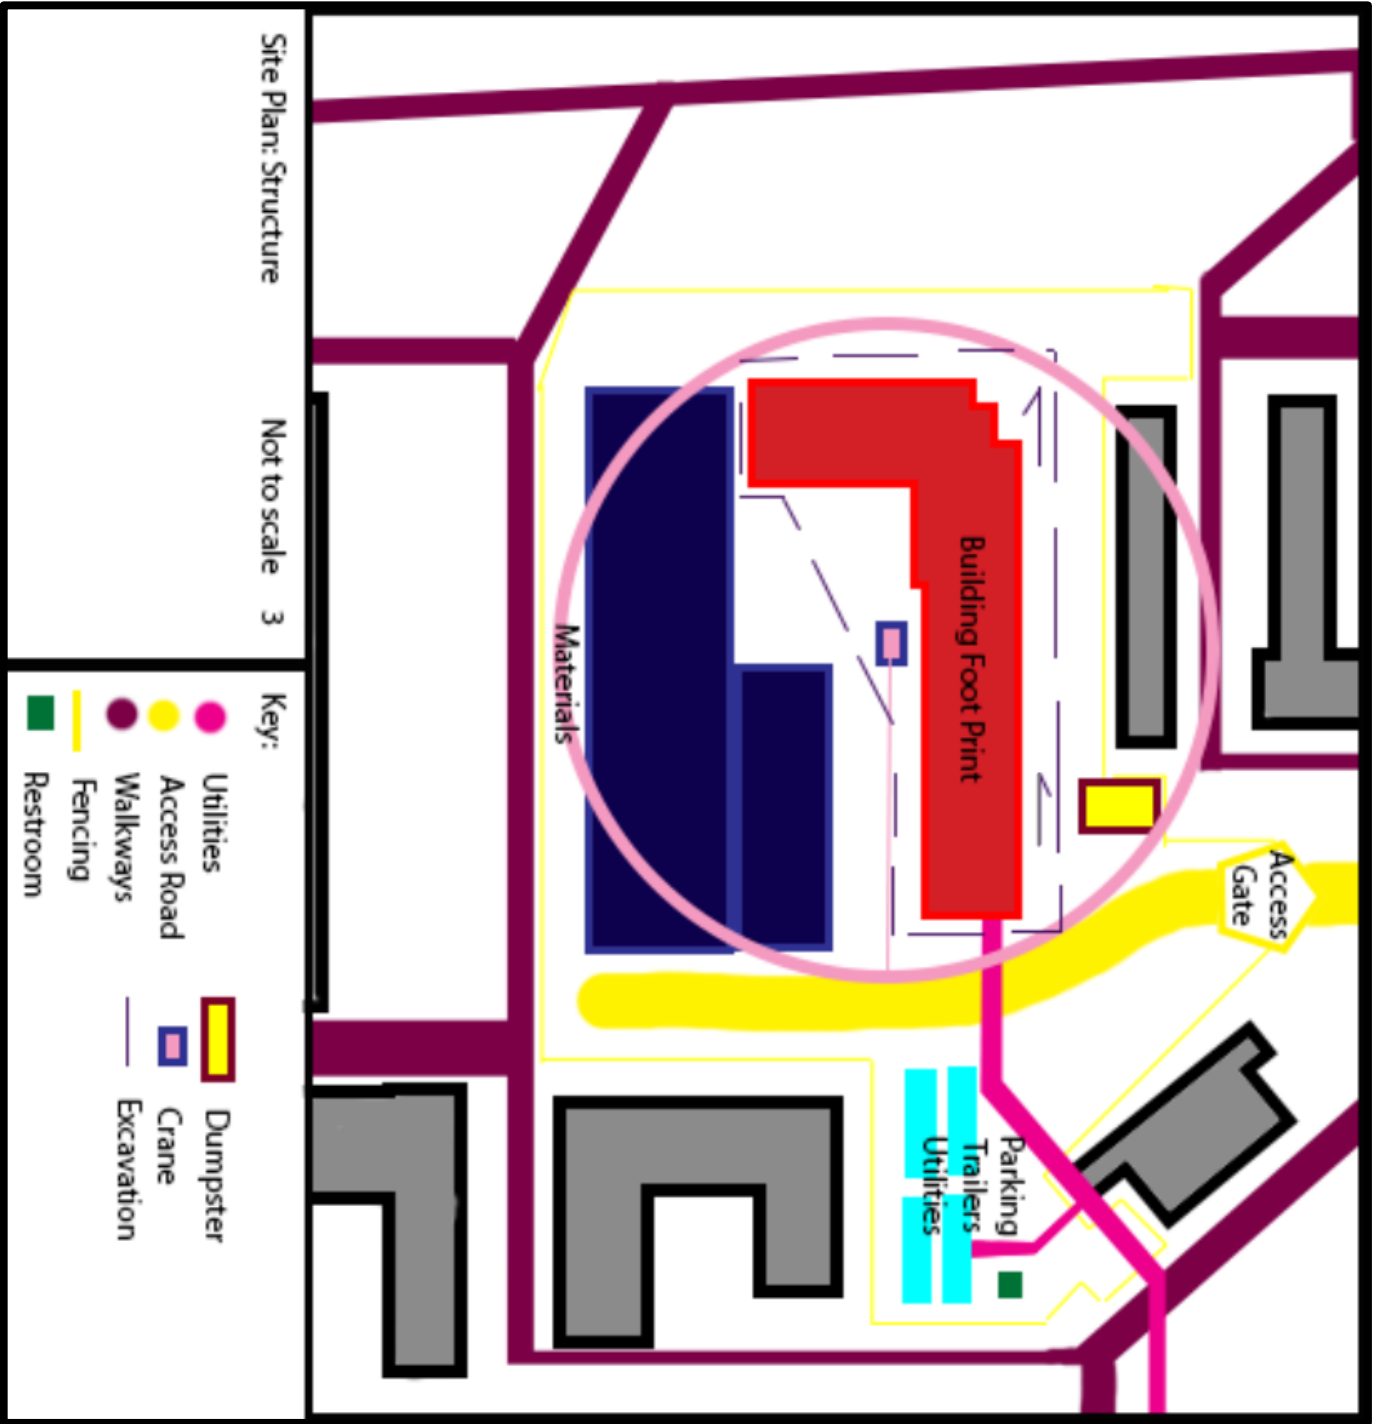 Access
Gate
Building Foot Print
Materials
Parking
Trailers
Utilities
Site Plan: Structure
Not to scale
3
Key:
Utilities
Access Road
Walkways
Fencing
Restroom
Dumpster
Crane
Excavation